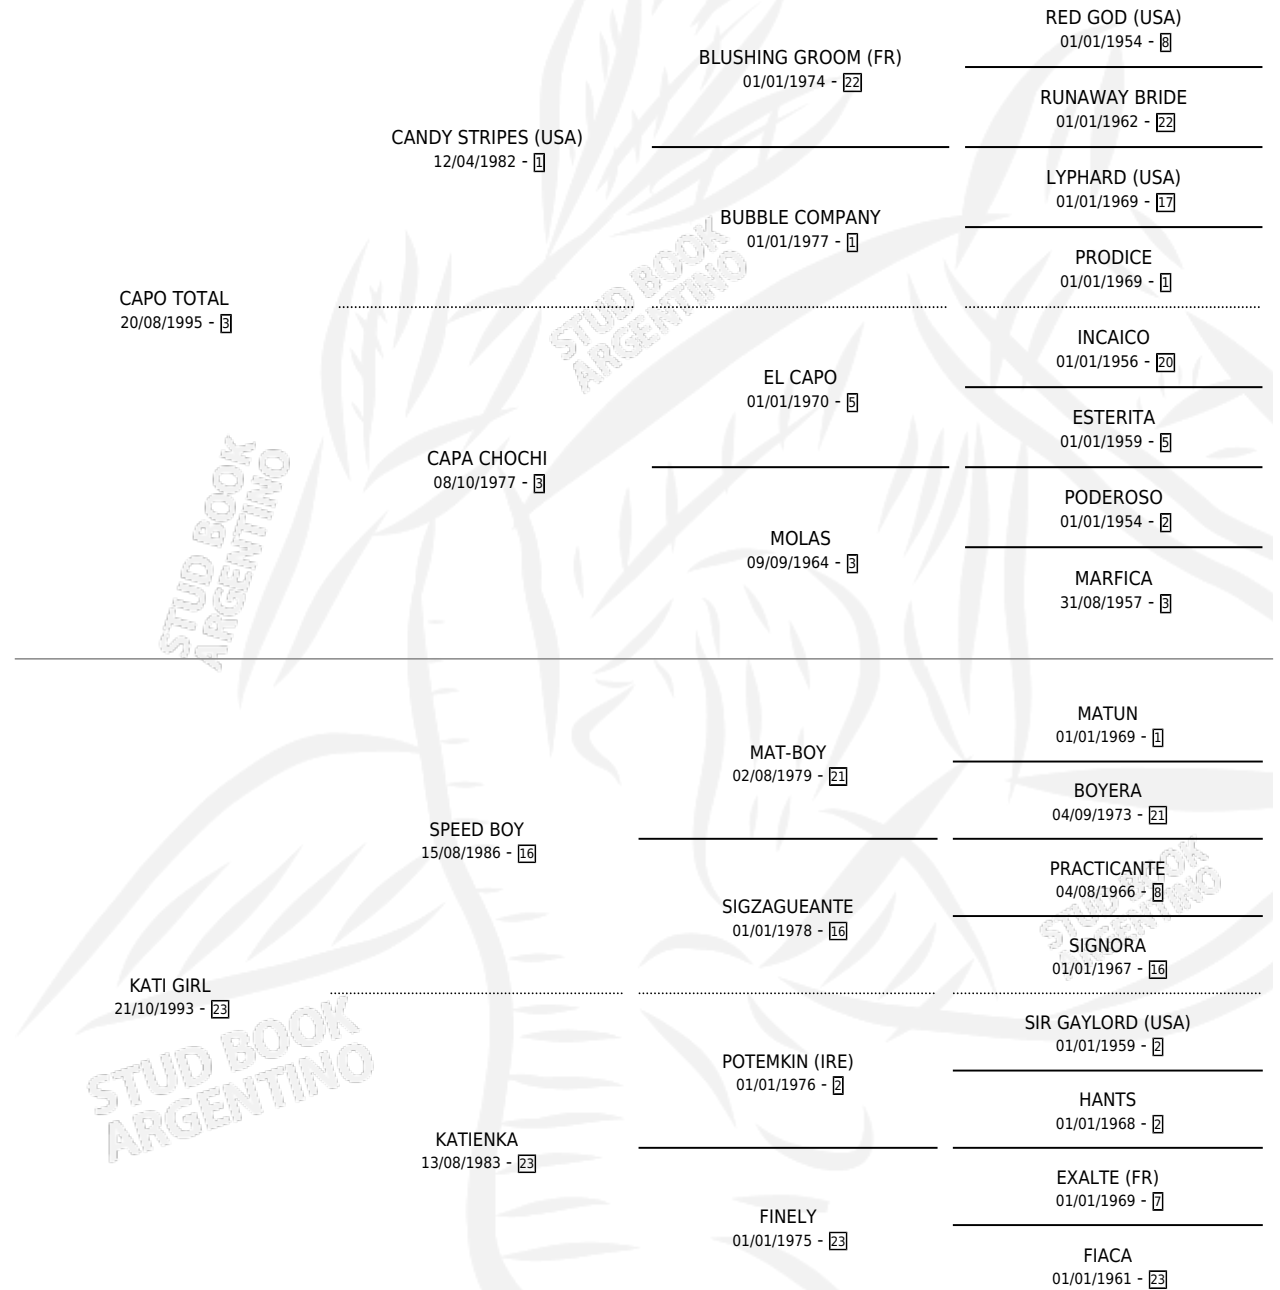 RED GOD (USA)
01/01/1954 - 8
BLUSHING GROOM (FR)
01/01/1974 - 22
RUNAWAY BRIDE
01/01/1962 - 22
CANDY STRIPES (USA)
12/04/1982 - 1
LYPHARD (USA)
01/01/1969 - 17
BUBBLE COMPANY
01/01/1977 - 1
PRODICE
01/01/1969 - 1
CAPO TOTAL
20/08/1995 - 3
INCAICO
01/01/1956 - 20
EL CAPO
01/01/1970 - 5
ESTERITA
01/01/1959 - 5
CAPA CHOCHI
08/10/1977 - 3
PODEROSO
01/01/1954 - 2
MOLAS
09/09/1964 - 3
MARFICA
31/08/1957 - 3
MATUN
01/01/1969 - 1
MAT-BOY
02/08/1979 - 21
BOYERA
04/09/1973 - 21
SPEED BOY
15/08/1986 - 16
PRACTICANTE
04/08/1966 - 8
SIGZAGUEANTE
01/01/1978 - 16
SIGNORA
01/01/1967 - 16
KATI GIRL
21/10/1993 - 23
SIR GAYLORD (USA)
01/01/1959 - 2
POTEMKIN (IRE)
01/01/1976 - 2
HANTS
01/01/1968 - 2
KATIENKA
13/08/1983 - 23
EXALTE (FR)
01/01/1969 - 7
FINELY
01/01/1975 - 23
FIACA
01/01/1961 - 23
STUD BOOK
ARGENTINO
STUD BOOK
ARGENTINO
STUD BOOK
ARGENTINO
STUD BOOK
ARGENTINO